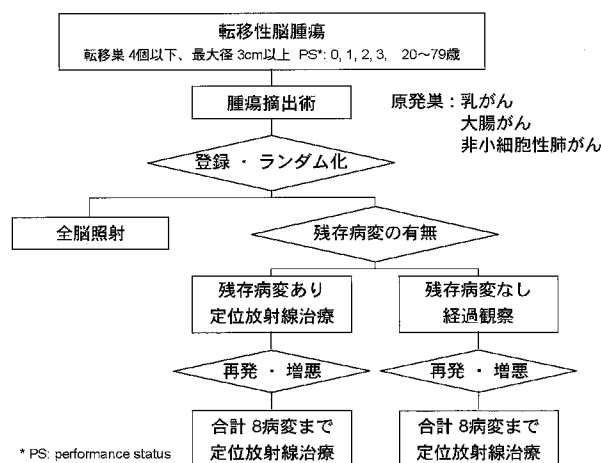 転移性脳腫瘍
転移巣 4個以下、最大径 3cm以上 PS*: 0, 1, 2, 3, 20～79歳
腫瘍摘出術
原発巣：乳がん
大腸がん
非小細胞性肺がん
登録 ・ ランダム化
全脳照射
残存病変の有無
残存病変あり
定位放射線治療
残存病変なし
経過観察
再発 ・ 増悪
再発 ・ 増悪
合計 8病変まで
定位放射線治療
合計 8病変まで
定位放射線治療
* PS: performance status